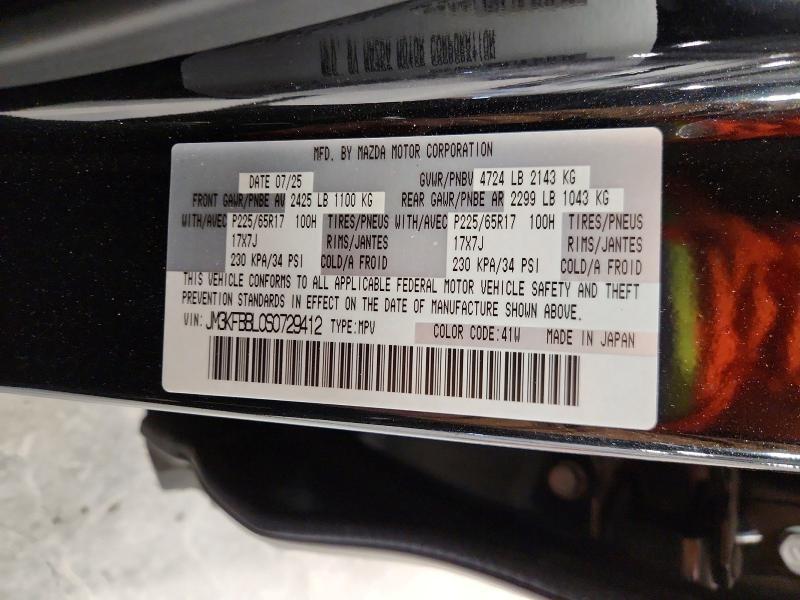 MFD. BY MAZDA MOTOR CORPORATION
DATE 07/25 GVWR/PNBV 4724 LB 2143 KG
FRONT GAWR/PNBE AV 2425 LB 1100 KG REAR GAWR/PNBE AR 2299 LB 1043 KG
WITH/AVEC P225/65R17 100H TIRES/PNEUS WITH/AVEC P225/65R17 100H TIRES/PNEUS
17X7J RIMS/JANTES 17X7J RIMS/JANTES
230 KPA/34 PSI COLD/A FROID 230 KPA/34 PSI COLD/A FROID
THIS VEHICLE CONFORMS TO ALL APPLICABLE FEDERAL MOTOR VEHICLE SAFETY AND THEFT
PREVENTION STANDARDS IN EFFECT ON THE DATE OF MANUFACTURE SHOWN ABOVE.
VIN: JM3KFBBL0S0729412 TYPE:MPV COLOR CODE:41W MADE IN JAPAN